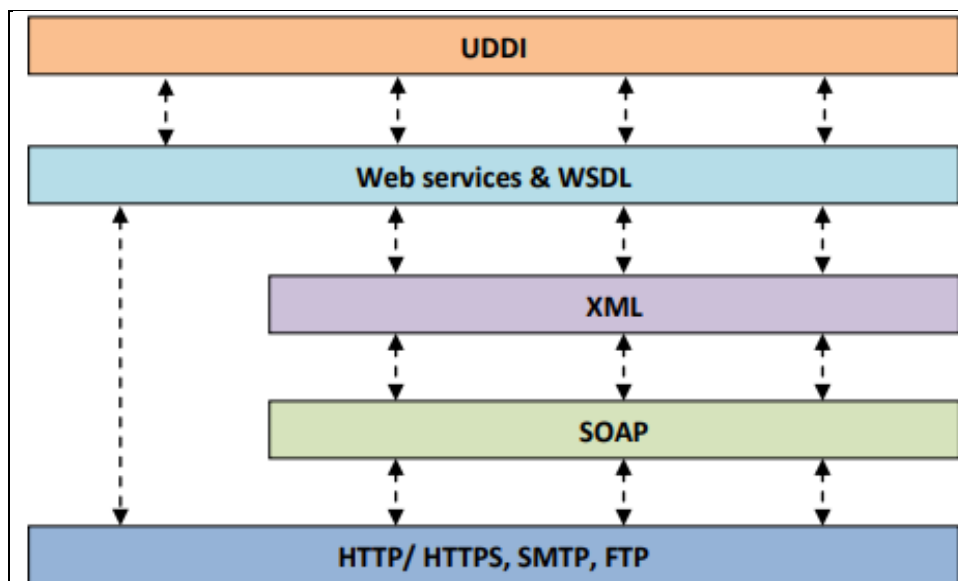 UDDI
Web services & WSDL
XML
SOAP
HTTP/ HTTPS, SMTP, FTP